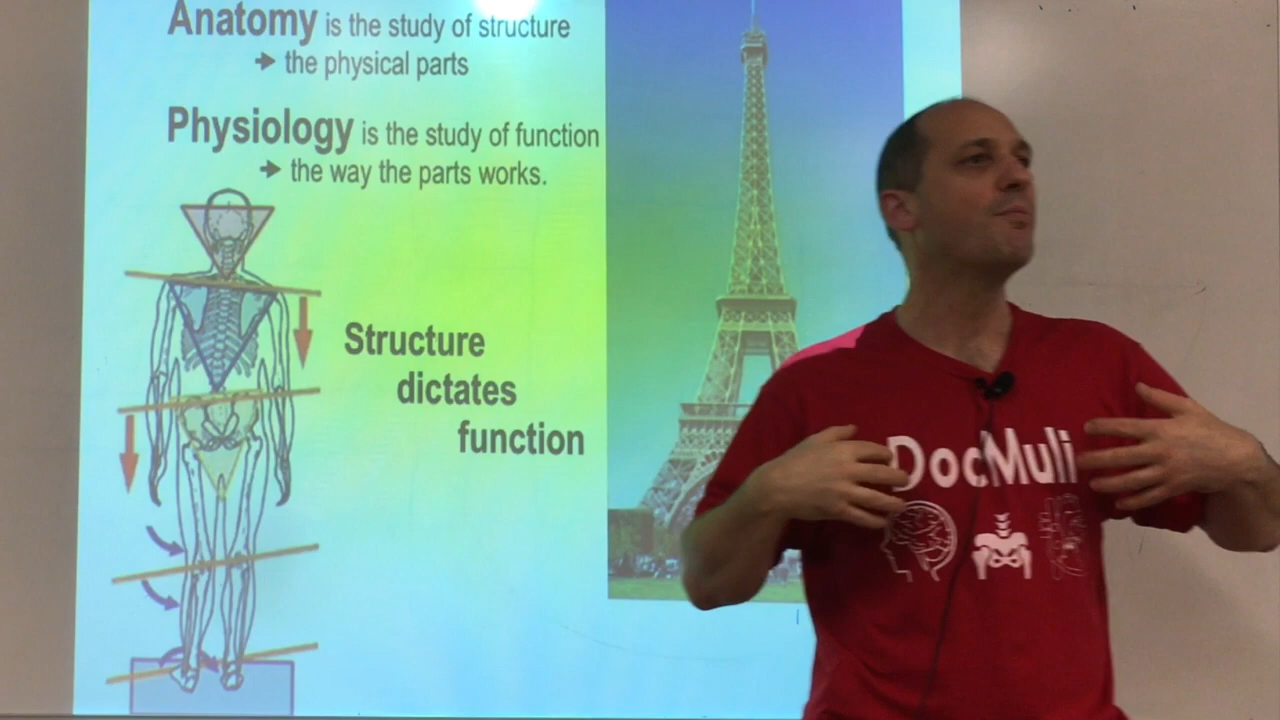 Anatomy is the study of structure
→ the physical parts
Physiology is the study of function
→ the way the parts works.
Structure
dictates
function
DocMuli